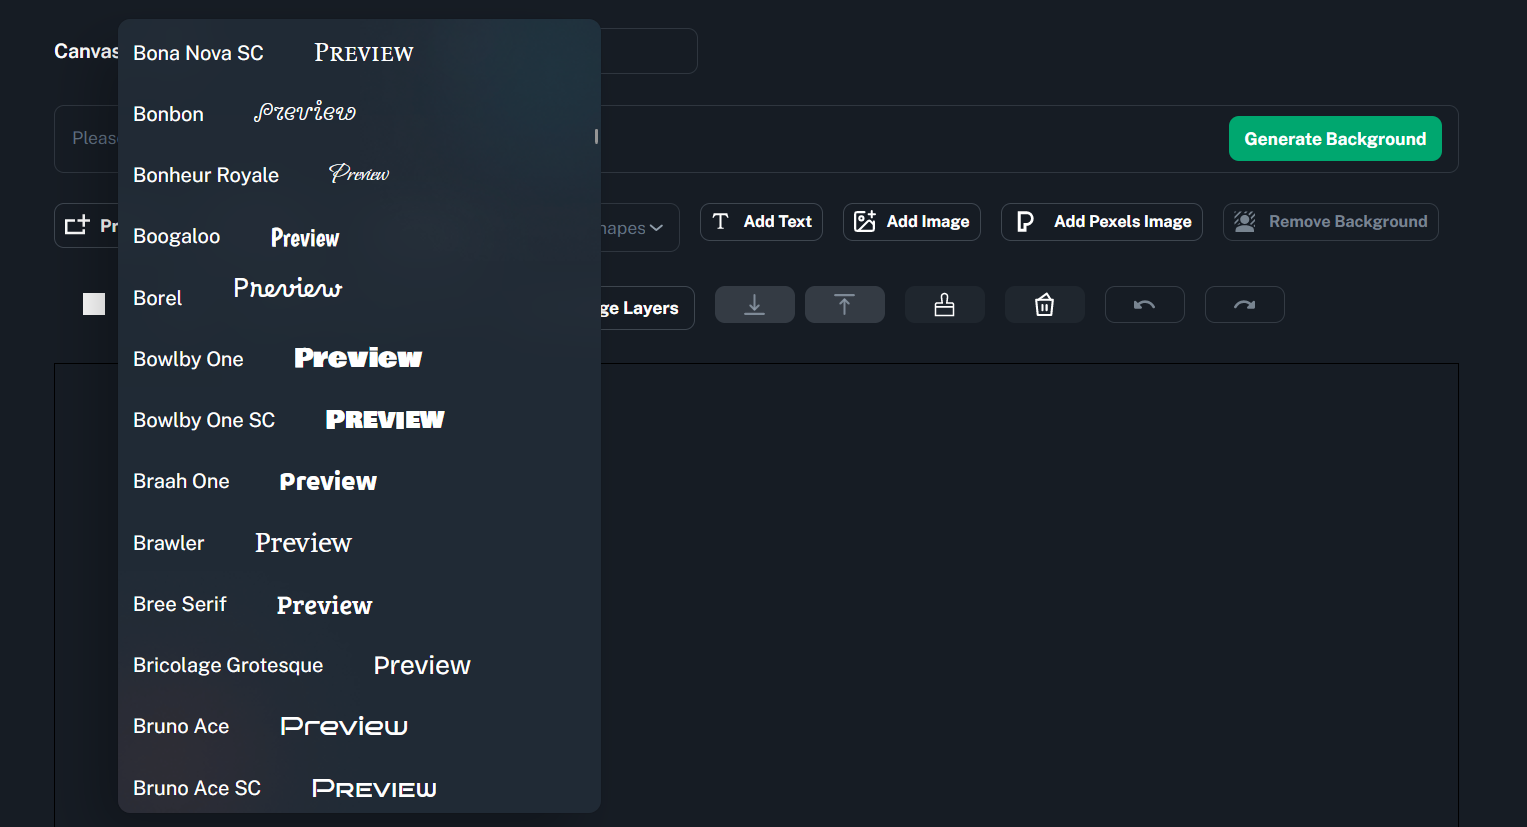 Canvas
Bona Nova SC Preview
Bonbon Preview
Pleas
Generate Background
Bonheur Royale Preview
Pr
hapes
Add Text
Add Image
Add Pexels Image
Remove Background
Boogaloo Preview
Borel Preview
ge Layers
Bowlby One Preview
Bowlby One SC Preview
Braah One Preview
Brawler Preview
Bree Serif Preview
Bricolage Grotesque Preview
Bruno Ace Preview
Bruno Ace SC Preview